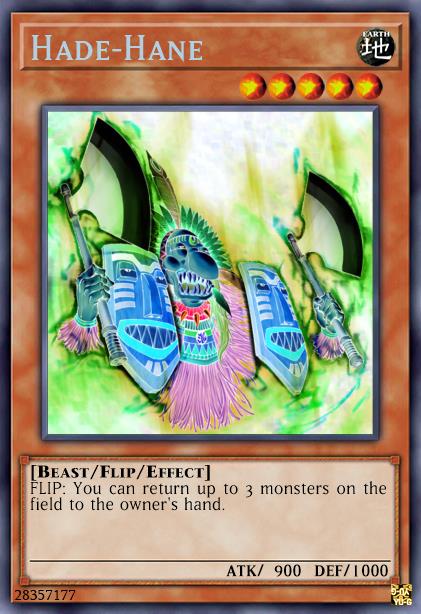 Hade-Hane
EARTH
地
[Beast/Flip/Effect]
FLIP: You can return up to 3 monsters on the
field to the owner's hand.
ATK/ 900 DEF/1000
28357177